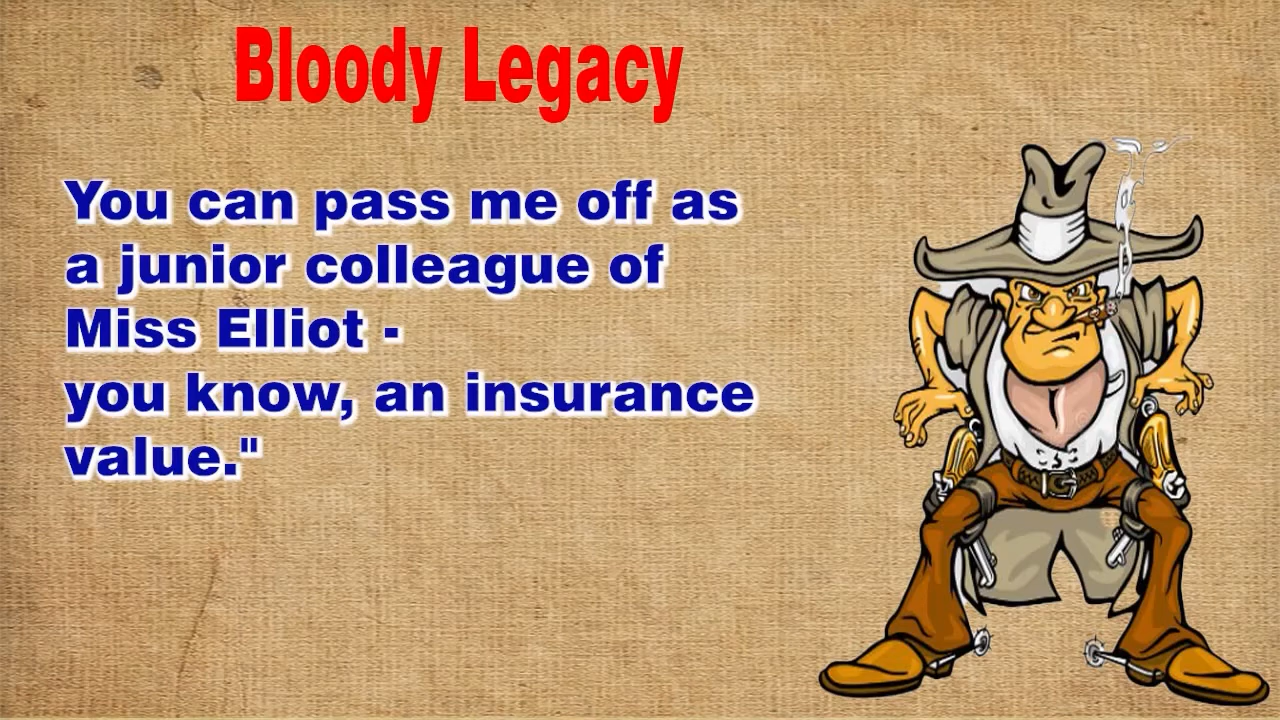 Bloody Legacy
You can pass me off as
a junior colleague of
Miss Elliot -
you know, an insurance
value."